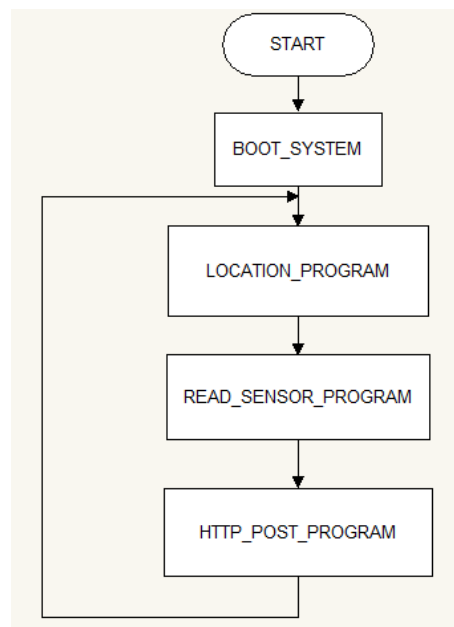 START
BOOT_SYSTEM
LOCATION_PROGRAM
READ_SENSOR_PROGRAM
HTTP_POST_PROGRAM